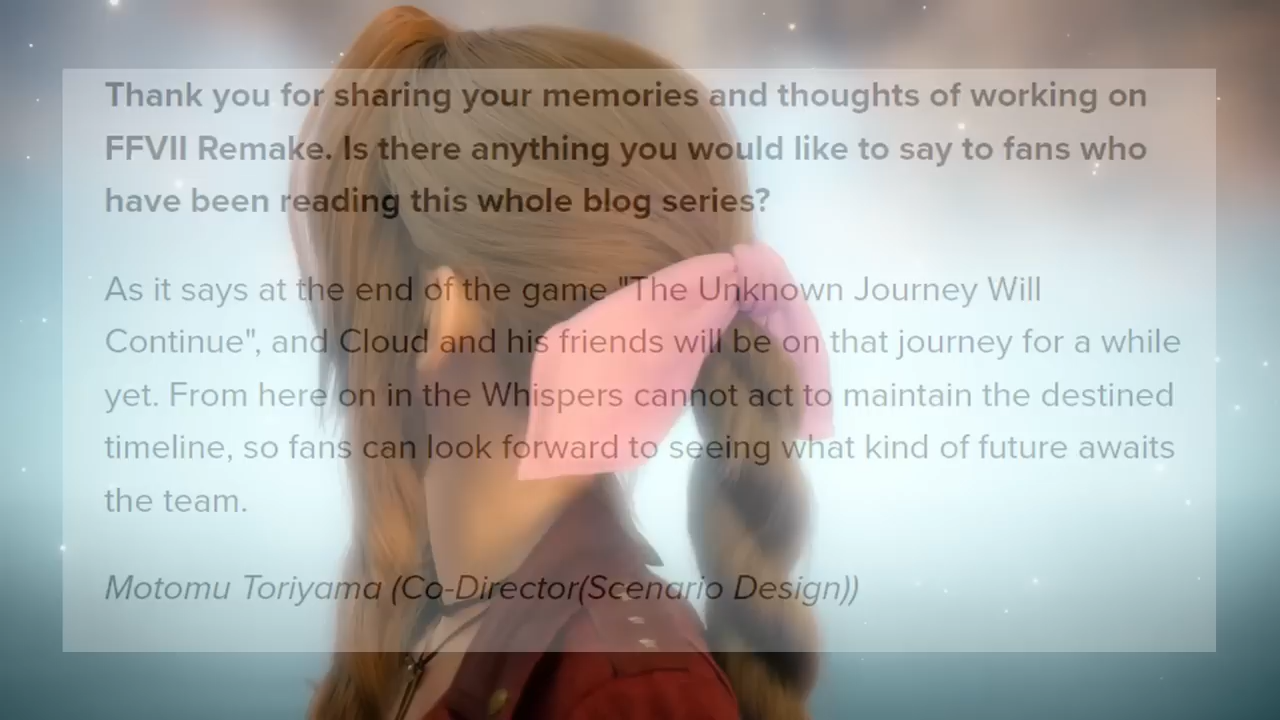 Thank you for sharing your memories and thoughts of working on
FFVII Remake. Is there anything you would like to say to fans who
have been reading this whole blog series?
As it says at the end of the game "The Unknown Journey Will
Continue", and Cloud and his friends will be on that journey for a while
yet. From here on in the Whispers cannot act to maintain the destined
timeline, so fans can look forward to seeing what kind of future awaits
the team.
Motomu Toriyama (Co-Director(Scenario Design))